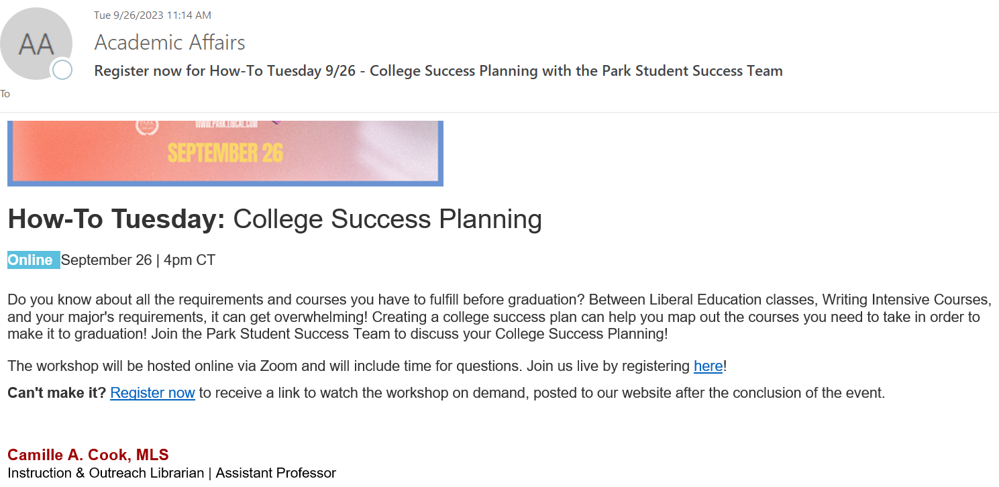 Tue 9/26/2023 11:14 AM
AA
Academic Affairs
Register now for How-To Tuesday 9/26 - College Success Planning with the Park Student Success Team
To
PARK
WWW.PARK.LIBCAL.COM
SEPTEMBER 26
How-To Tuesday: College Success Planning
Online September 26 | 4pm CT
Do you know about all the requirements and courses you have to fulfill before graduation? Between Liberal Education classes, Writing Intensive Courses,
and your major's requirements, it can get overwhelming! Creating a college success plan can help you map out the courses you need to take in order to
make it to graduation! Join the Park Student Success Team to discuss your College Success Planning!
The workshop will be hosted online via Zoom and will include time for questions. Join us live by registering here!
Can't make it? Register now to receive a link to watch the workshop on demand, posted to our website after the conclusion of the event.
Camille A. Cook, MLS
Instruction & Outreach Librarian | Assistant Professor